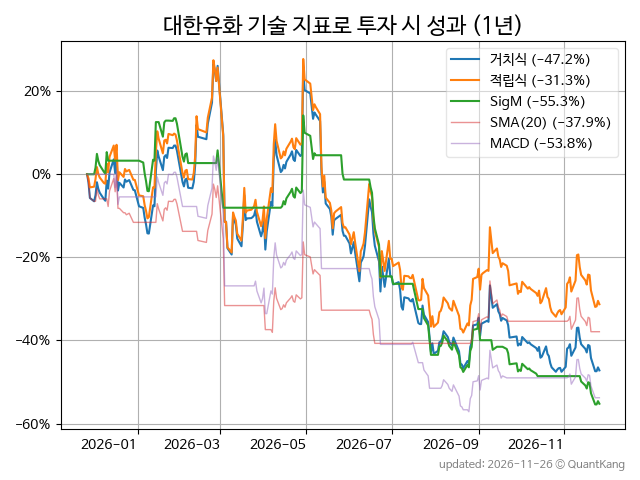 대한유화 기술 지표로 투자 시 성과 (1년)
거치식 (−47.2%)
적립식 (−31.3%)
SigM (−55.3%)
SMA(20) (−37.9%)
MACD (−53.8%)
20%
0%
−20%
−40%
−60%
2026−01
2026−03
2026−05
2026−07
2026−09
2026−11
updated: 2026−11−26 ⓒ QuantKang